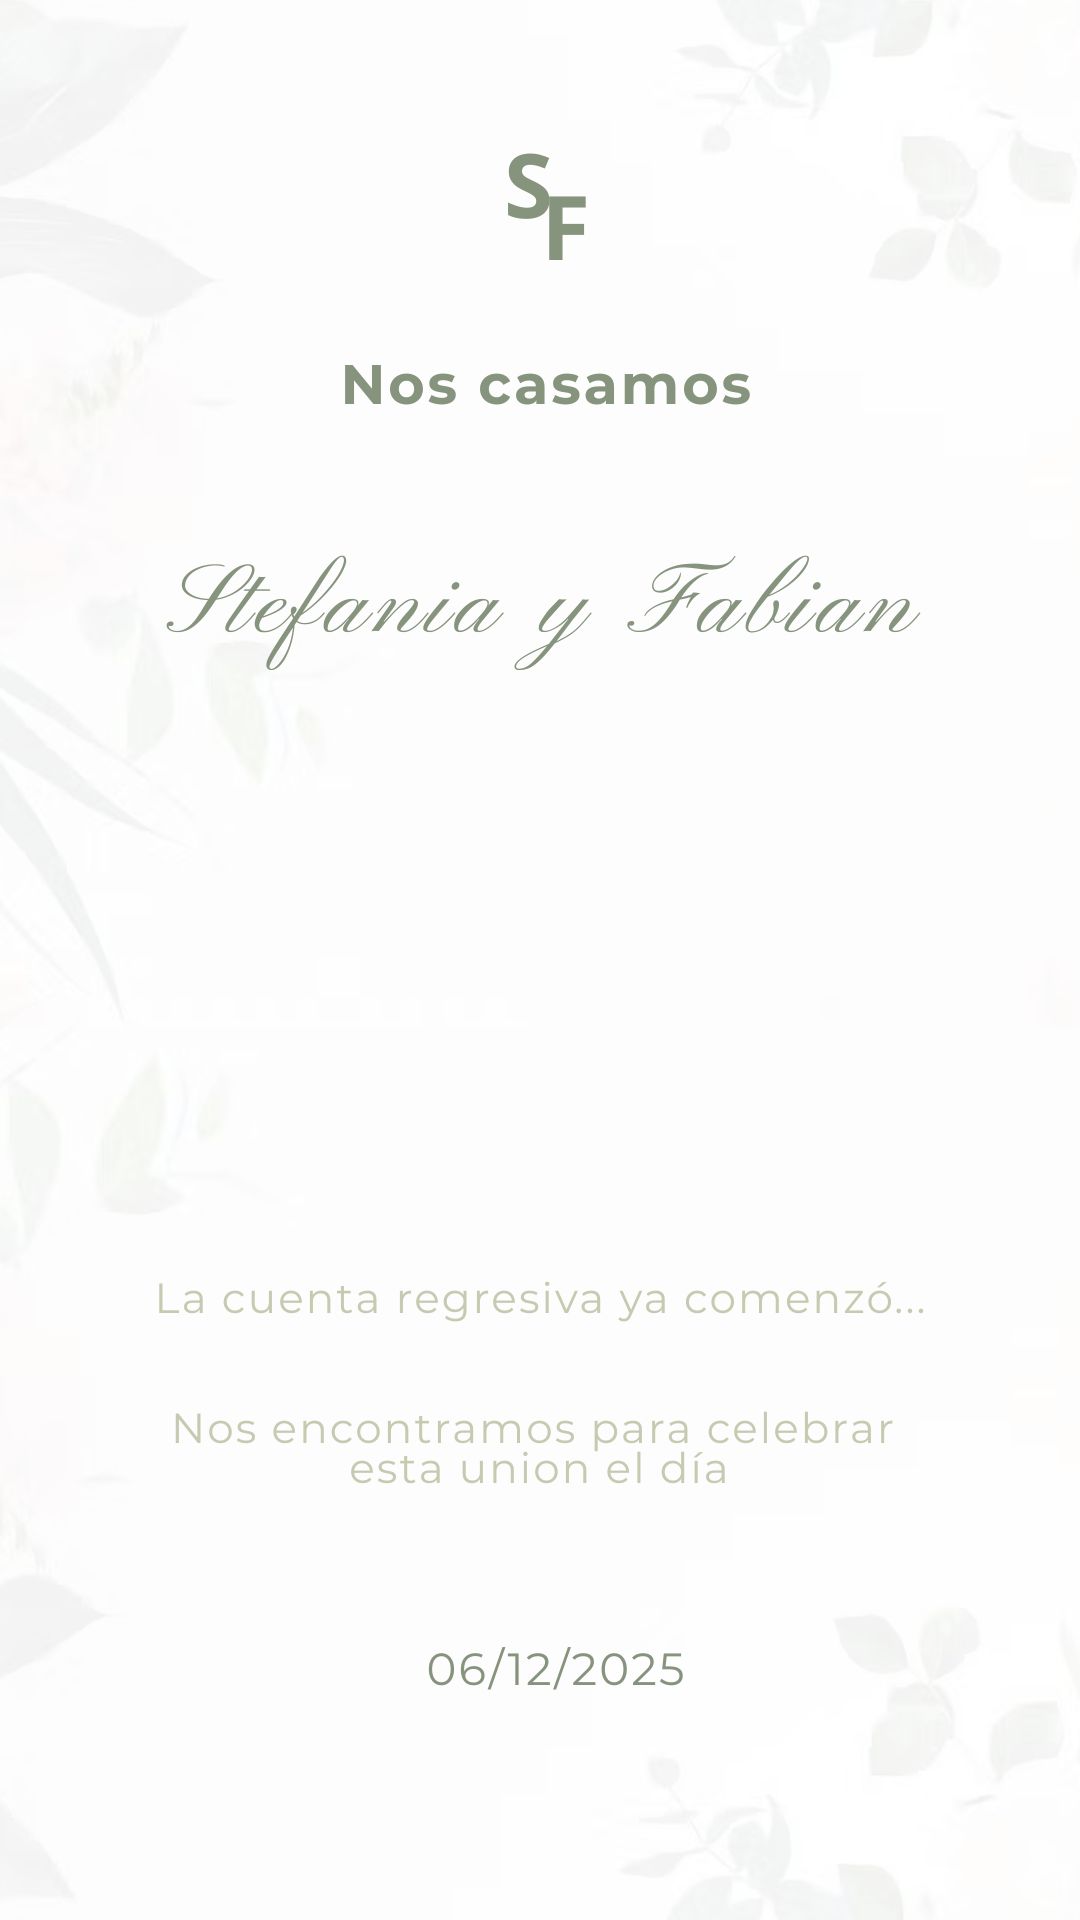 S
F
Nos casamos
Stefania y Fabian
La cuenta regresiva ya comenzó...
Nos encontramos para celebrar
esta union el día
06/12/2025